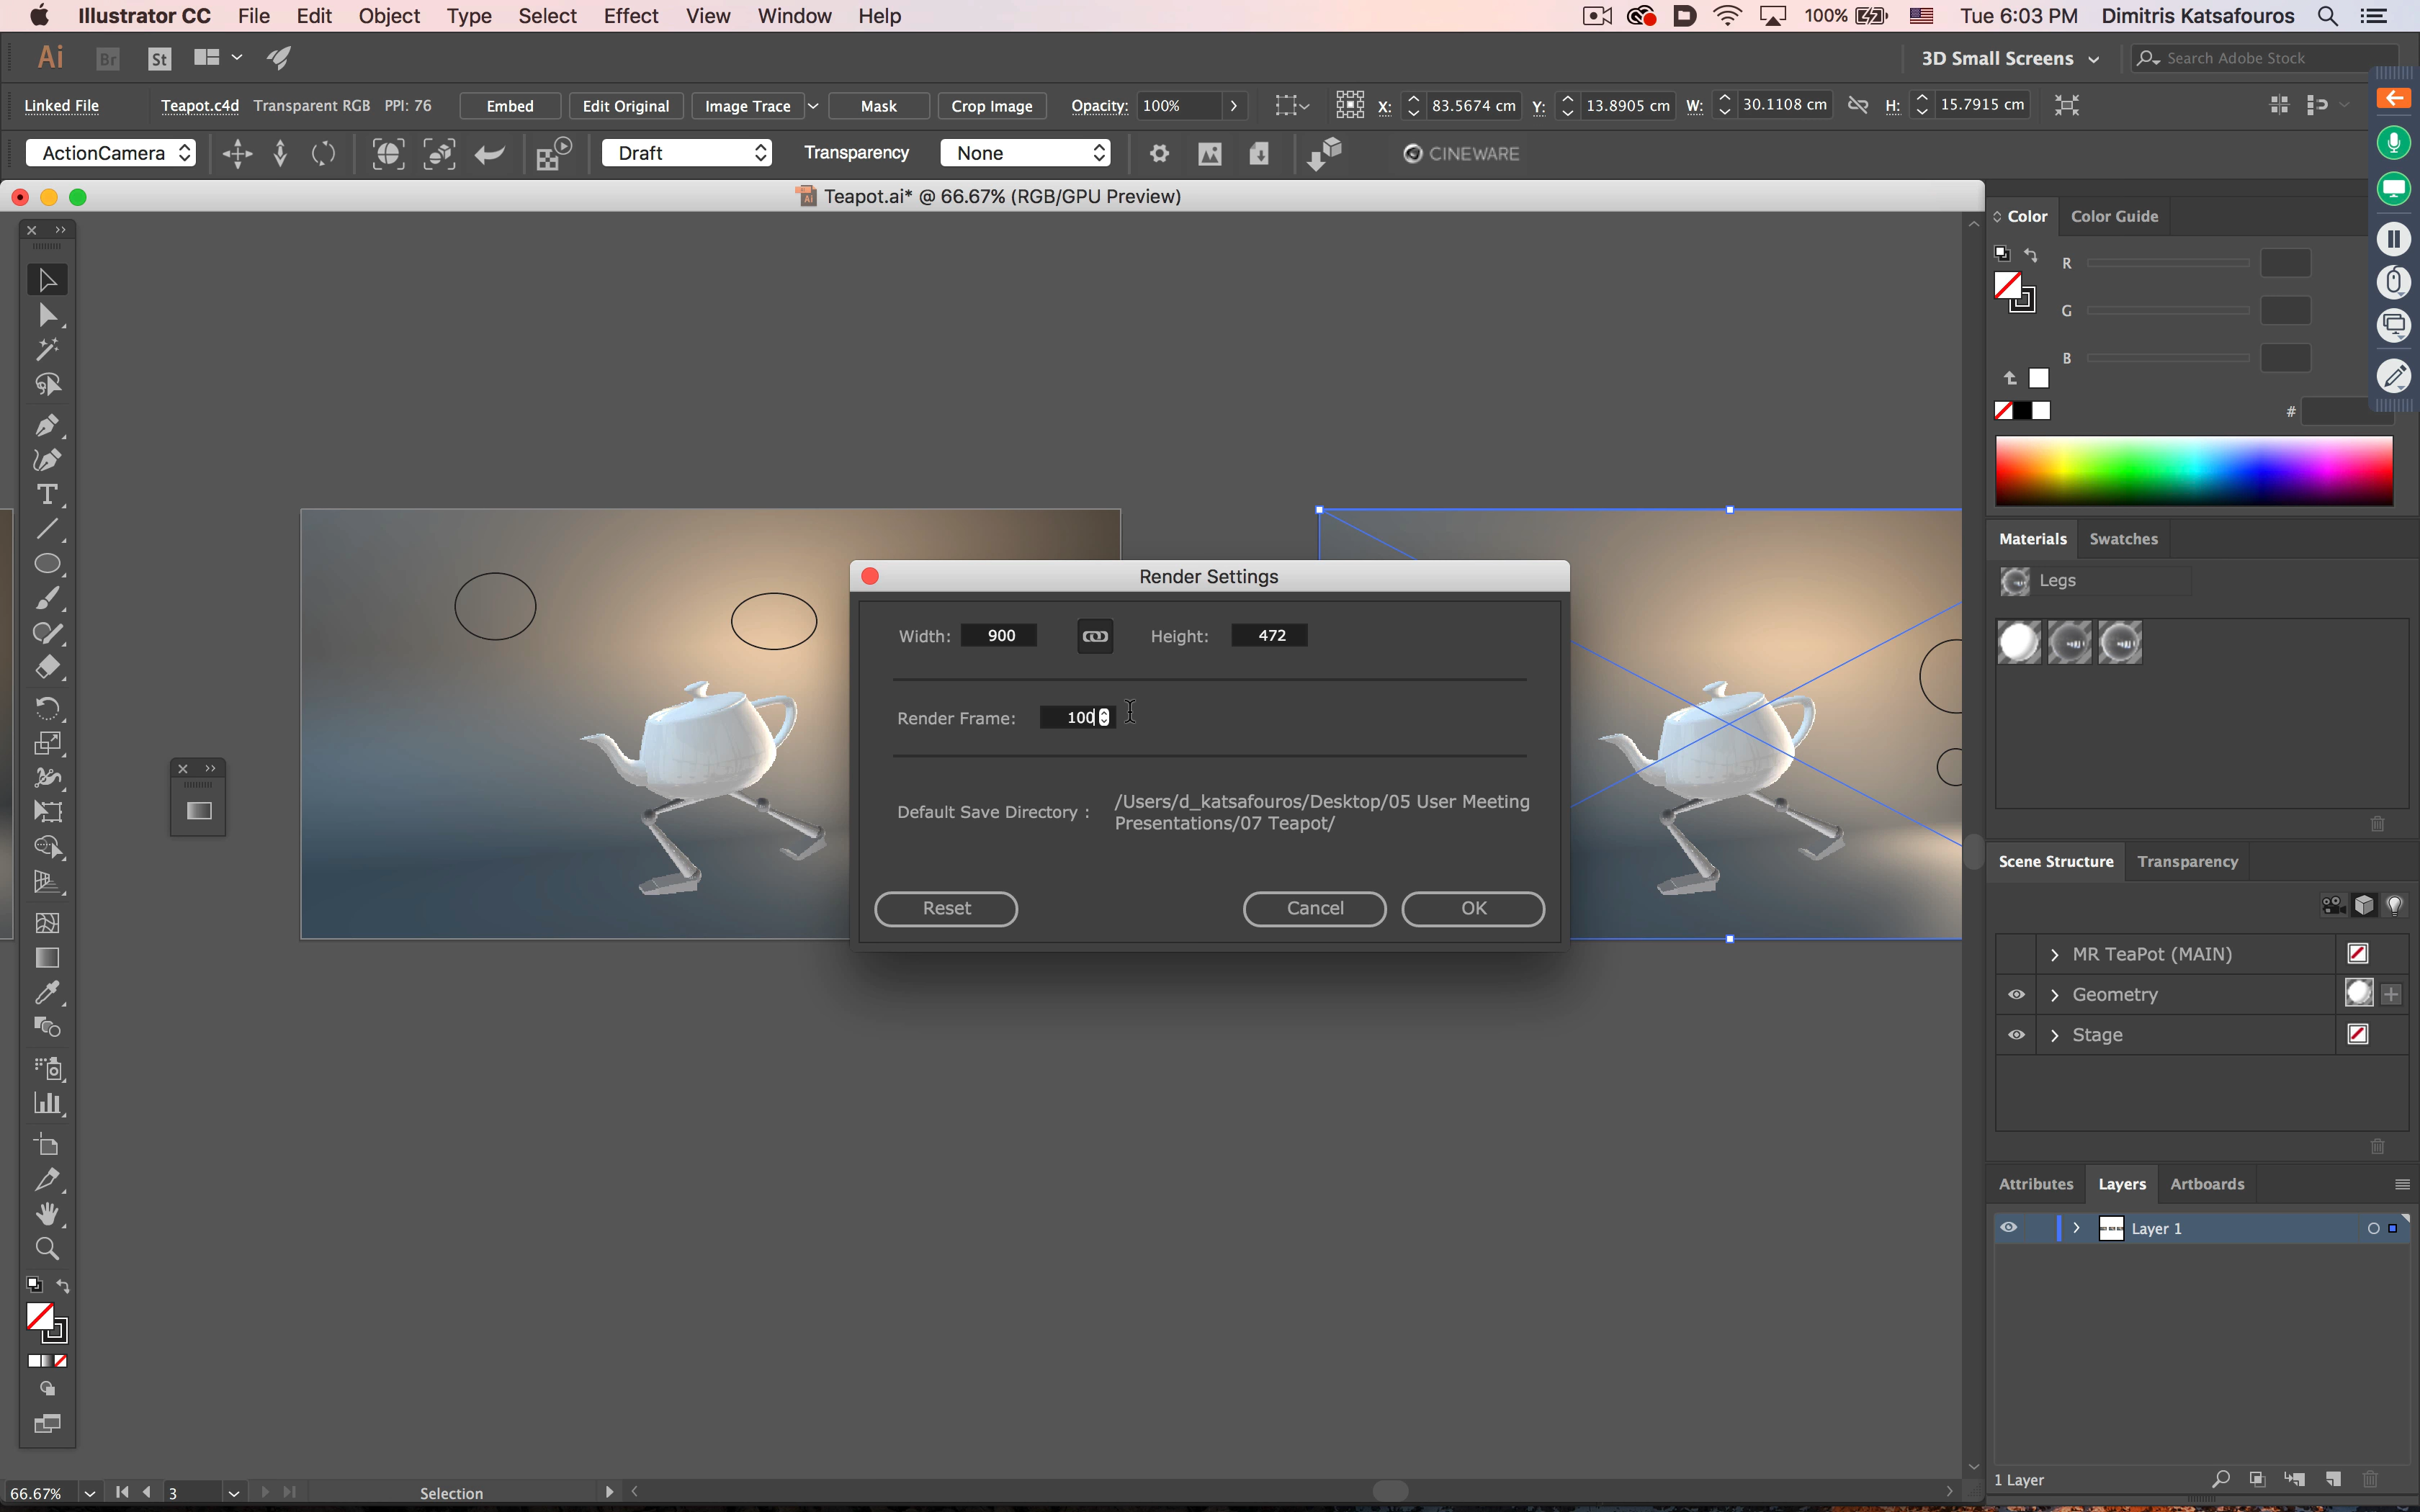 Illustrator CC File Edit Object Type Select Effect View Window Help 100% Tue 6:03 PM Dimitris Katsafouros
Ai Br St 3D Small Screens Search Adobe Stock
Linked File Teapot.c4d Transparent RGB PPI: 76 Embed Edit Original Image Trace Mask Crop Image Opacity: 100% X: 83.5674 cm Y: 13.8905 cm W: 30.1108 cm H: 15.7915 cm
ActionCamera Draft Transparency None CINEWARE
Teapot.ai* @ 66.67% (RGB/GPU Preview)
Color Color Guide
R
G
B
#
Render Settings
Width: 900 Height: 472
Render Frame: 100
Default Save Directory : /Users/d_katsafouros/Desktop/05 User Meeting
Presentations/07 Teapot/
Reset Cancel OK
Materials Swatches
Legs
Scene Structure Transparency
MR TeaPot (MAIN)
Geometry
Stage
Attributes Layers Artboards
Layer 1
1 Layer
66.67% 3 Selection